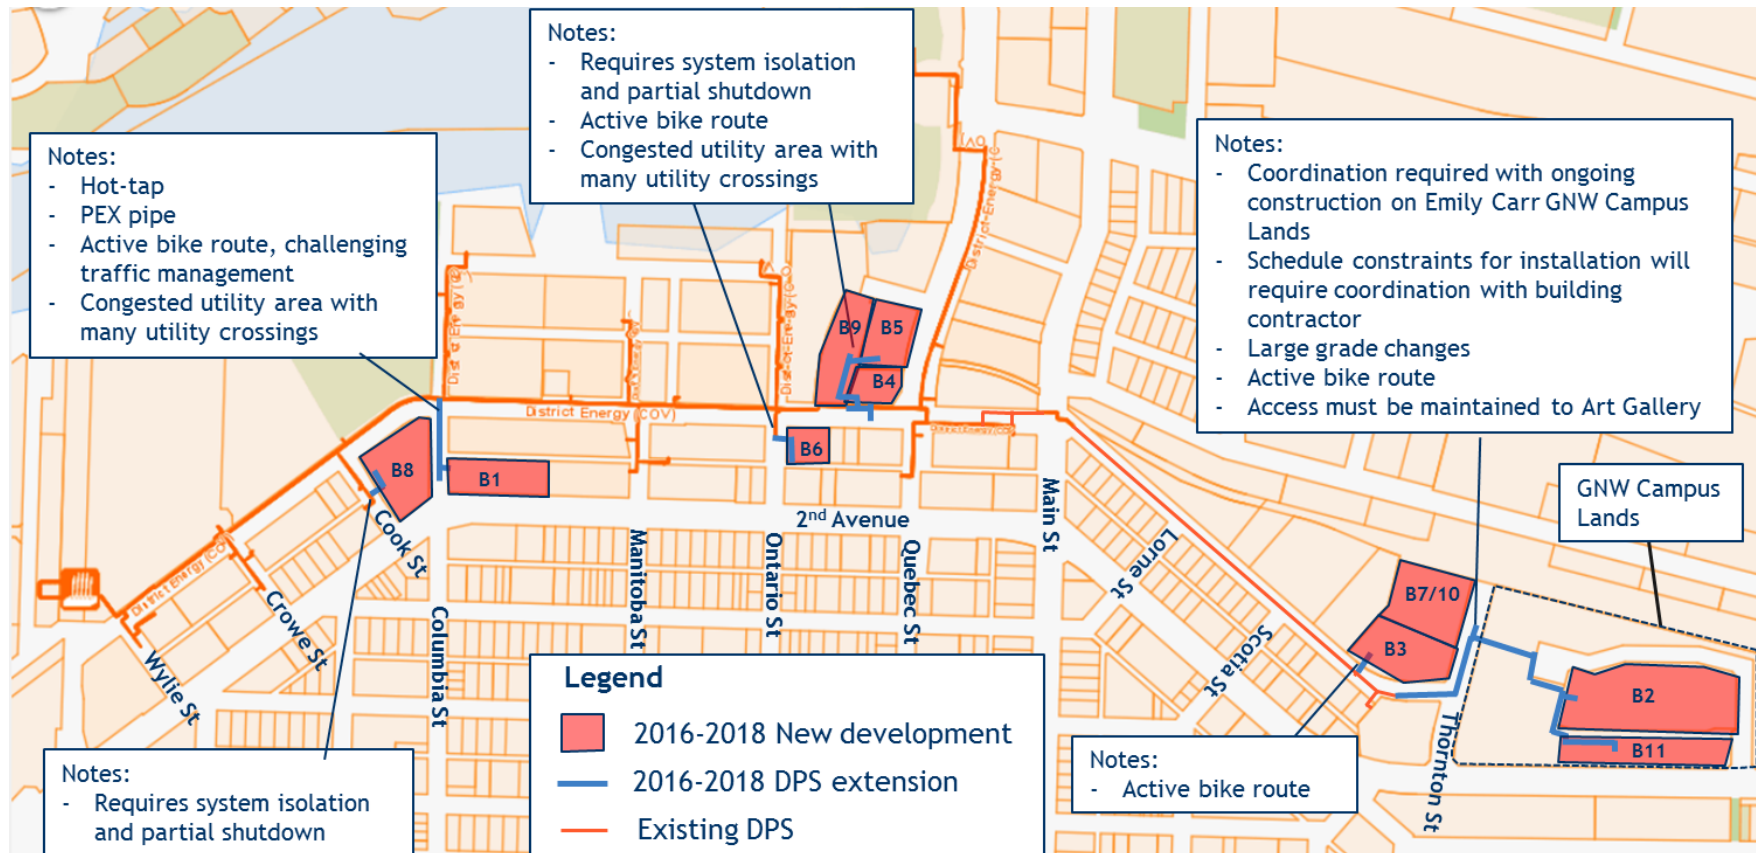 Notes:
- Requires system isolation
and partial shutdown
- Active bike route
- Congested utility area with
many utility crossings
Notes:
- Hot-tap
- PEX pipe
- Active bike route, challenging
traffic management
- Congested utility area with
many utility crossings
Notes:
- Coordination required with ongoing
construction on Emily Carr GNW Campus
Lands
- Schedule constraints for installation will
require coordination with building
contractor
- Large grade changes
- Active bike route
- Access must be maintained to Art Gallery
GNW Campus
Lands
B9
B5
B4
B6
B8
B1
B7/10
B3
B2
B11
District Energy (COV)
District Energy (CO
District-Energy (C
2nd Avenue
Wylie St
Crowe St
Cook St
Columbia St
Manitoba St
Ontario St
Quebec St
Main St
Lorne St
Scotia St
Thornton St
Notes:
- Requires system isolation
and partial shutdown
Legend
2016-2018 New development
2016-2018 DPS extension
Existing DPS
Notes:
- Active bike route